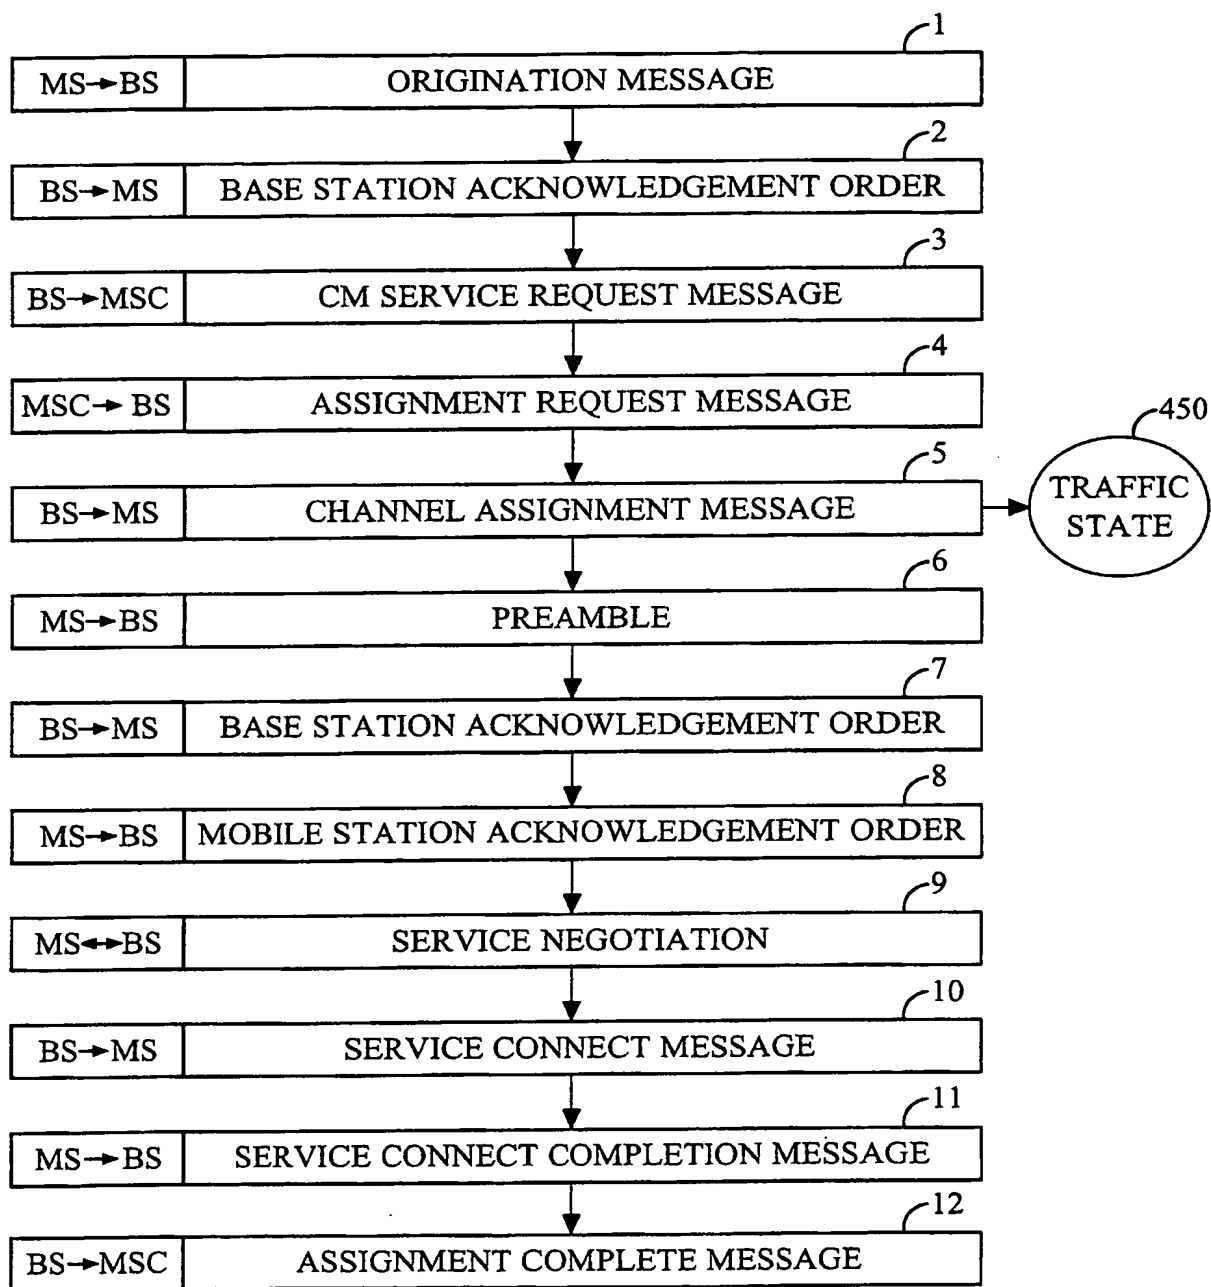 1
MS→BS ORIGINATION MESSAGE
2
BS→MS BASE STATION ACKNOWLEDGEMENT ORDER
3
BS→MSC CM SERVICE REQUEST MESSAGE
4
MSC→BS ASSIGNMENT REQUEST MESSAGE
450
TRAFFIC
STATE
5
BS→MS CHANNEL ASSIGNMENT MESSAGE
6
MS→BS PREAMBLE
7
BS→MS BASE STATION ACKNOWLEDGEMENT ORDER
8
MS→BS MOBILE STATION ACKNOWLEDGEMENT ORDER
9
MS↔BS SERVICE NEGOTIATION
10
BS→MS SERVICE CONNECT MESSAGE
11
MS→BS SERVICE CONNECT COMPLETION MESSAGE
12
BS→MSC ASSIGNMENT COMPLETE MESSAGE